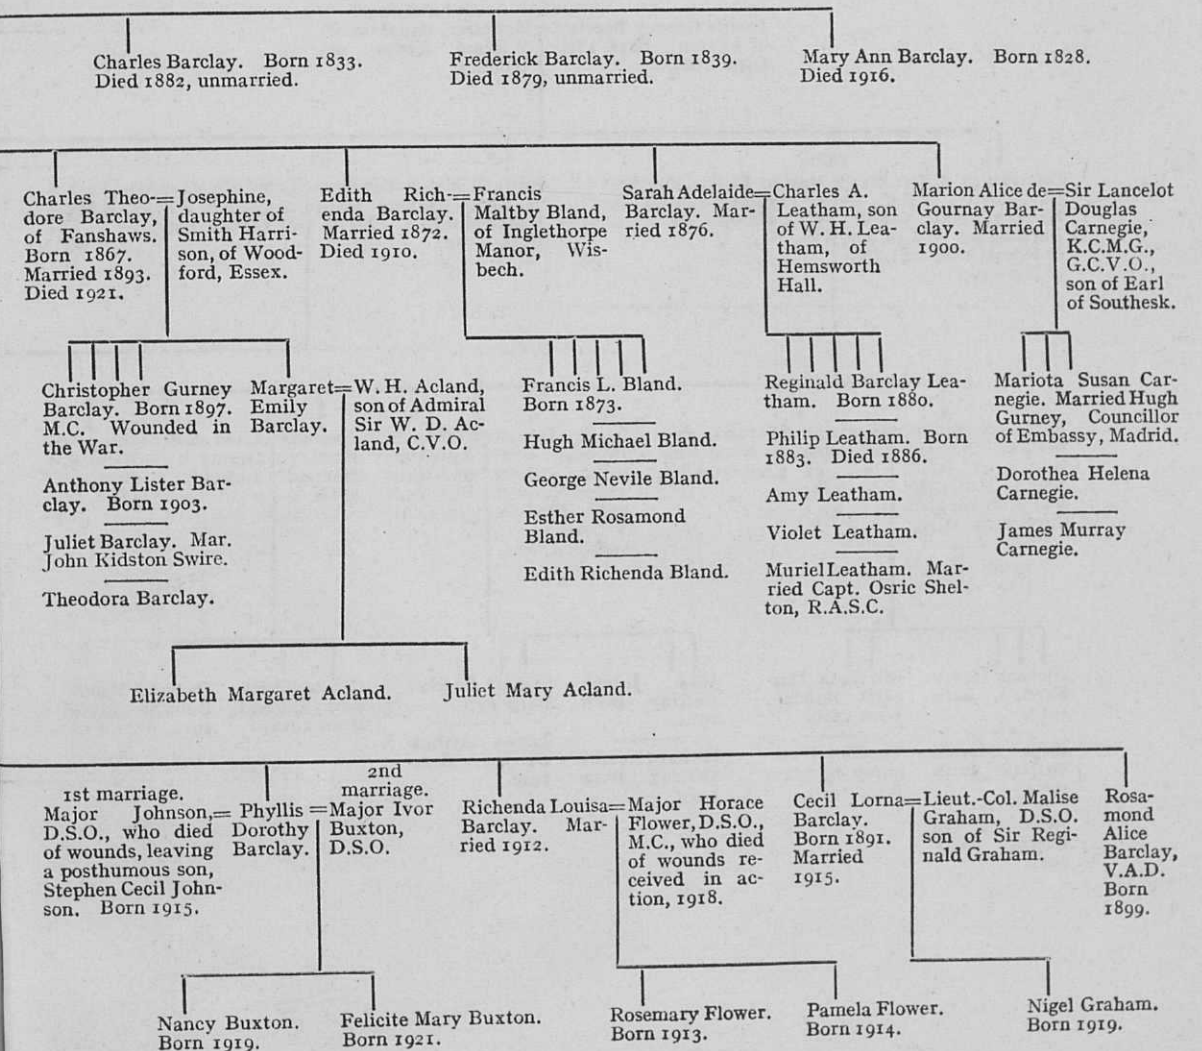 Charles Barclay. Born 1833.
Died 1882, unmarried.
Frederick Barclay. Born 1839.
Died 1879, unmarried.
Mary Ann Barclay. Born 1828.
Died 1916.
Charles Theo-
dore Barclay,
of Fanshaws.
Born 1867.
Married 1893.
Died 1921.
=
Josephine,
daughter of
Smith Harri-
son, of Wood-
ford, Essex.
Edith Rich-
enda Barclay.
Married 1872.
Died 1910.
=
Francis
Maltby Bland,
of Inglethorpe
Manor, Wis-
bech.
Sarah Adelaide
Barclay. Mar-
ried 1876.
=
Charles A.
Leatham, son
of W. H. Lea-
tham, of
Hemsworth
Hall.
Marion Alice de
Gournay Bar-
clay. Married
1900.
=
Sir Lancelot
Douglas
Carnegie,
K.C.M.G.,
G.C.V.O.,
son of Earl
of Southesk.
Christopher Gurney
Barclay. Born 1897.
M.C. Wounded in
the War.
Anthony Lister Bar-
clay. Born 1903.
Juliet Barclay. Mar.
John Kidston Swire.
Theodora Barclay.
Margaret
Emily
Barclay.
=
W. H. Acland,
son of Admiral
Sir W. D. Ac-
land, C.V.O.
Francis L. Bland.
Born 1873.
Hugh Michael Bland.
George Nevile Bland.
Esther Rosamond
Bland.
Edith Richenda Bland.
Reginald Barclay Lea-
tham. Born 1880.
Philip Leatham. Born
1883. Died 1886.
Amy Leatham.
Violet Leatham.
Muriel Leatham. Mar-
ried Capt. Osric Shel-
ton, R.A.S.C.
Mariota Susan Car-
negie. Married Hugh
Gurney, Councillor
of Embassy, Madrid.
Dorothea Helena
Carnegie.
James Murray
Carnegie.
Elizabeth Margaret Acland.
Juliet Mary Acland.
1st marriage.
Major Johnson,
D.S.O., who died
of wounds, leaving
a posthumous son,
Stephen Cecil John-
son. Born 1915.
=
Phyllis
Dorothy
Barclay.
=
2nd
marriage.
Major Ivor
Buxton,
D.S.O.
Richenda Louisa
Barclay. Mar-
ried 1912.
=
Major Horace
Flower, D.S.O.,
M.C., who died
of wounds re-
ceived in ac-
tion, 1918.
Cecil Lorna
Barclay.
Born 1891.
Married
1915.
=
Lieut.-Col. Malise
Graham, D.S.O.
son of Sir Regi-
nald Graham.
Rosa-
mond
Alice
Barclay,
V.A.D.
Born
1899.
Nancy Buxton.
Born 1919.
Felicite Mary Buxton.
Born 1921.
Rosemary Flower.
Born 1913.
Pamela Flower.
Born 1914.
Nigel Graham.
Born 1919.